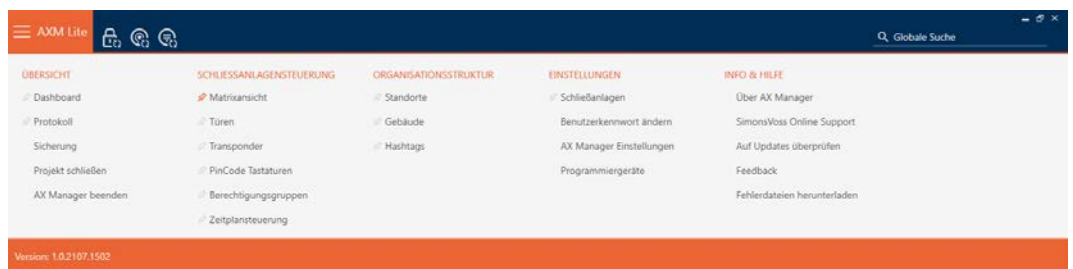 AXM Lite
Globale Suche
ÜBERSICHT
Dashboard
Protokoll
Sicherung
Projekt schließen
AX Manager beenden
SCHLIESSANLAGENSTEUERUNG
Matrixansicht
Türen
Transponder
PinCode Tastaturen
Berechtigungsgruppen
Zeitplansteuerung
ORGANISATIONSSTRUKTUR
Standorte
Gebäude
Hashtags
EINSTELLUNGEN
Schließanlagen
Benutzerkennwort ändern
AX Manager Einstellungen
Programmiergeräte
INFO & HILFE
Über AX Manager
SimonsVoss Online Support
Auf Updates überprüfen
Feedback
Fehlerdateien herunterladen
Version: 1.0.2107.1502